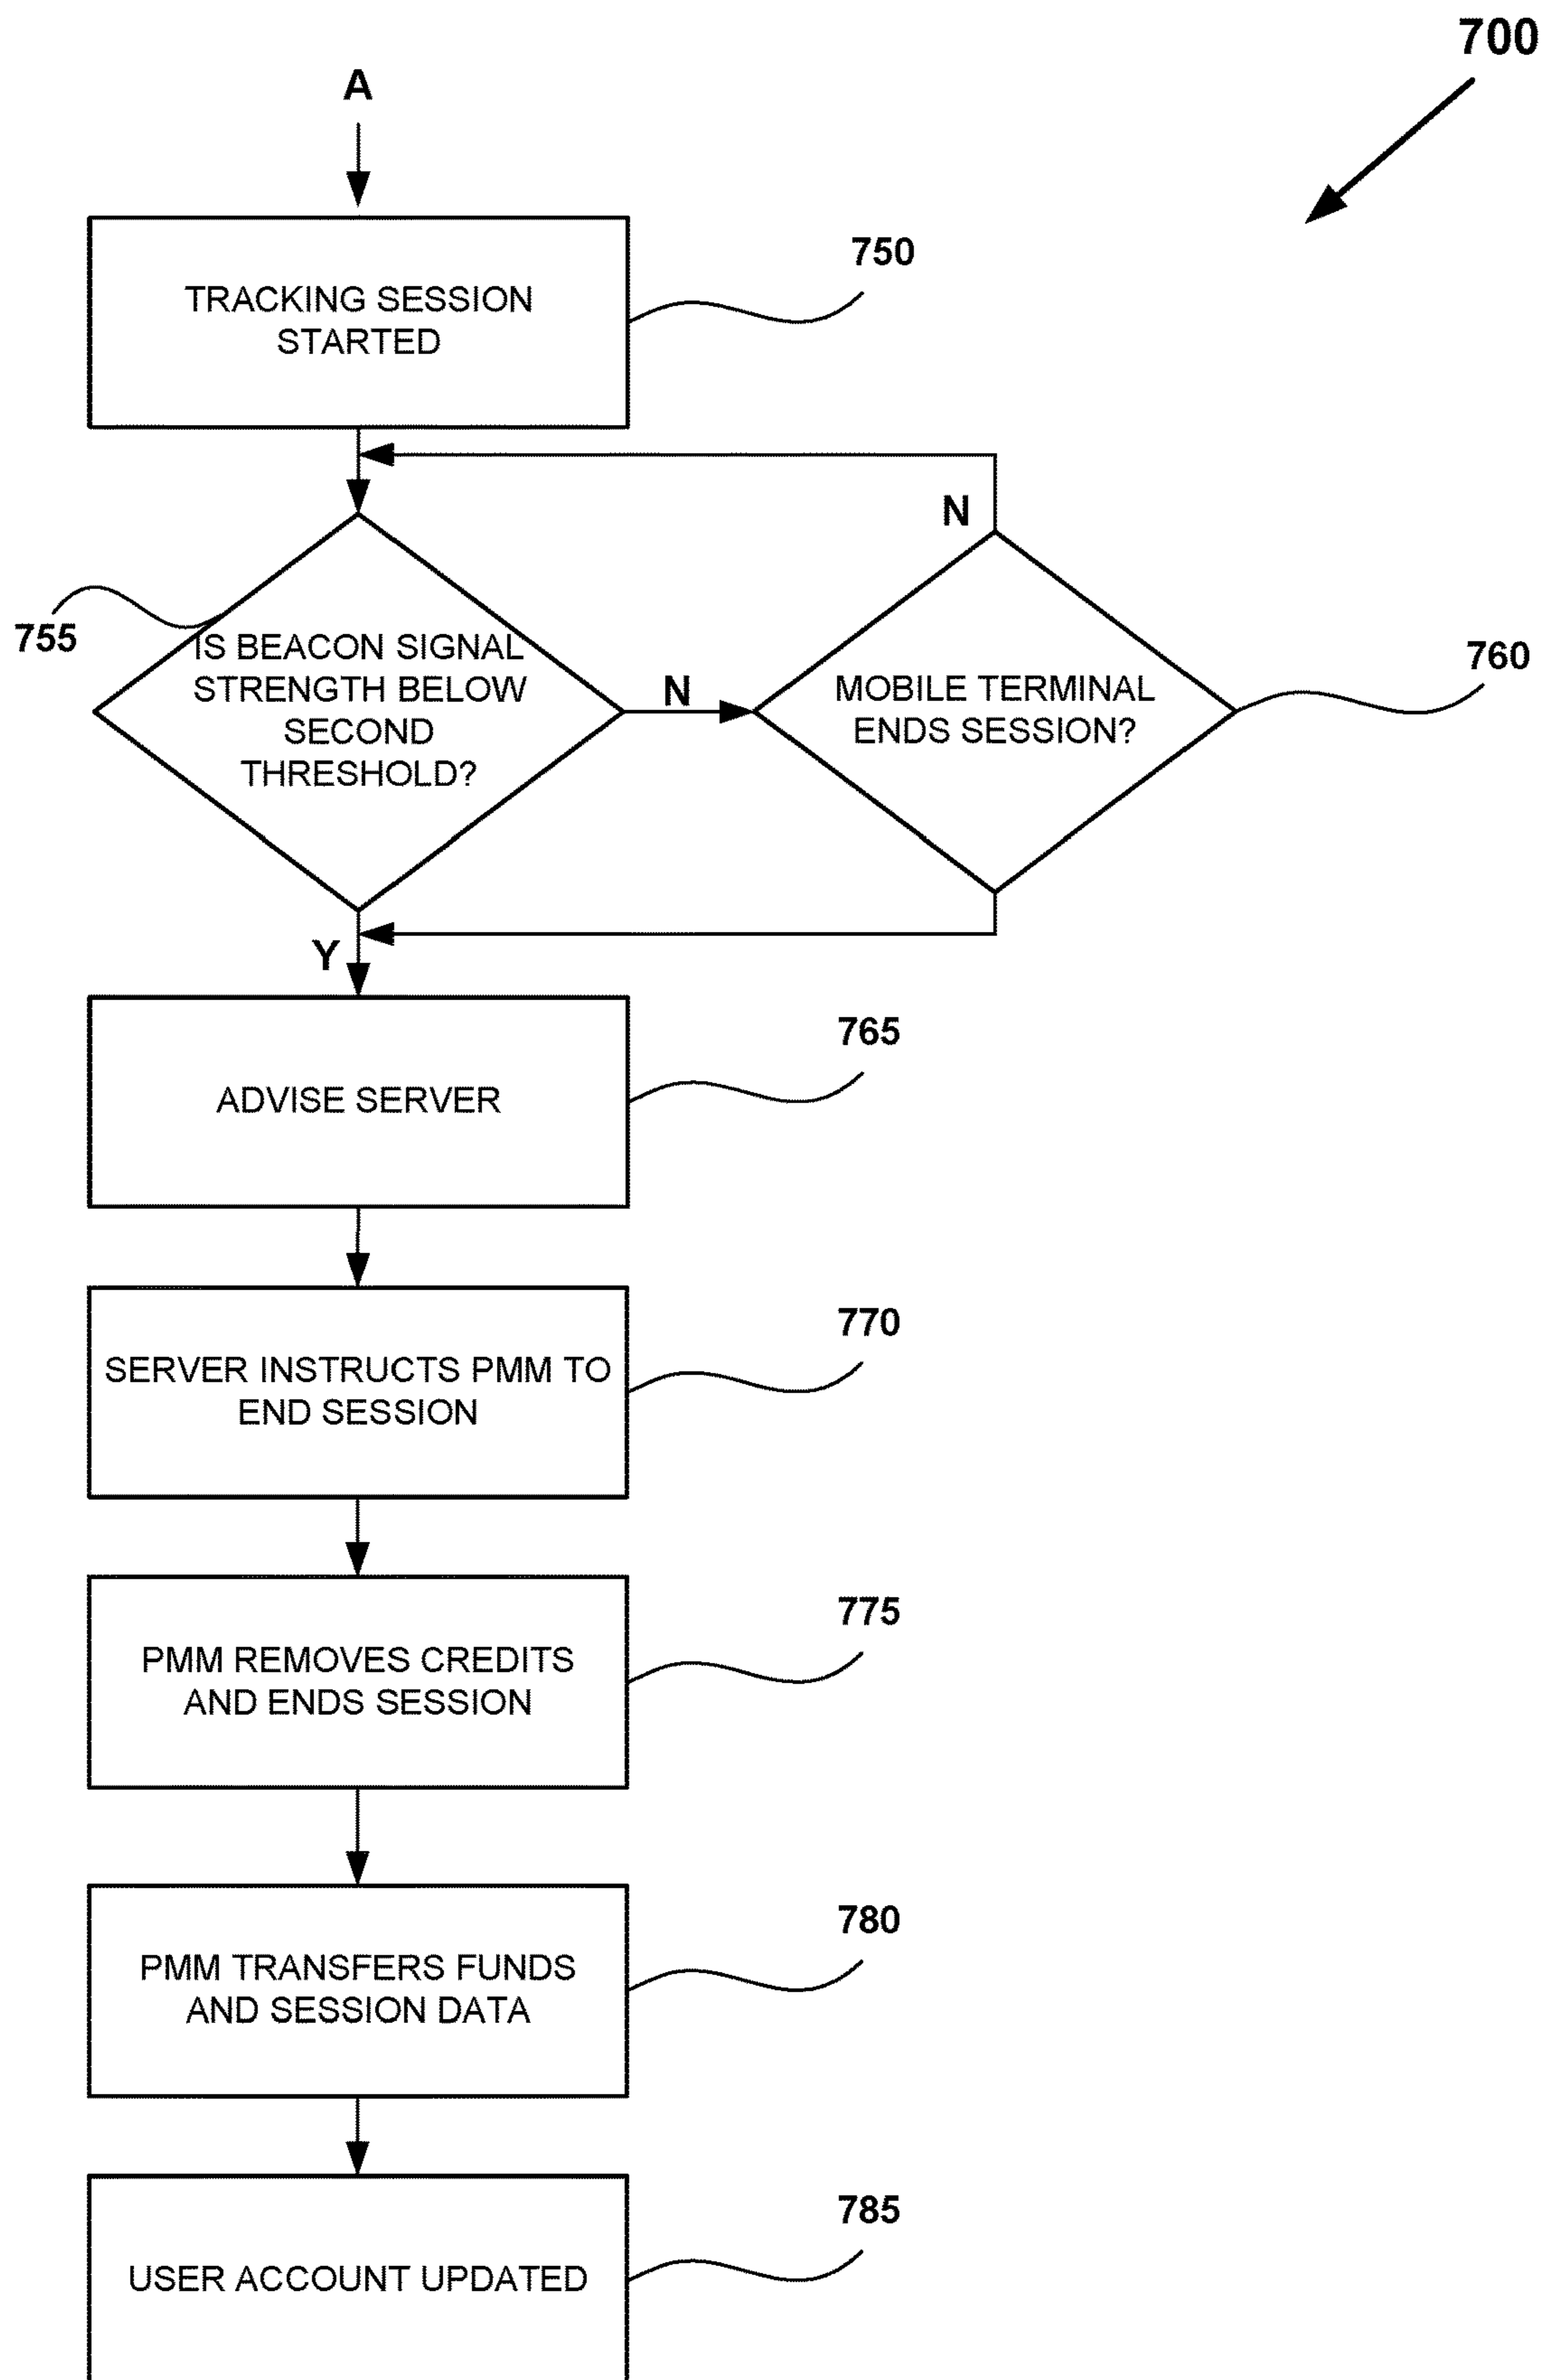 700
A
TRACKING SESSION
STARTED
750
N
755
IS BEACON SIGNAL
STRENGTH BELOW
SECOND
THRESHOLD?
N
MOBILE TERMINAL
ENDS SESSION?
760
Y
ADVISE SERVER
765
SERVER INSTRUCTS PMM TO
END SESSION
770
PMM REMOVES CREDITS
AND ENDS SESSION
775
PMM TRANSFERS FUNDS
AND SESSION DATA
780
USER ACCOUNT UPDATED
785